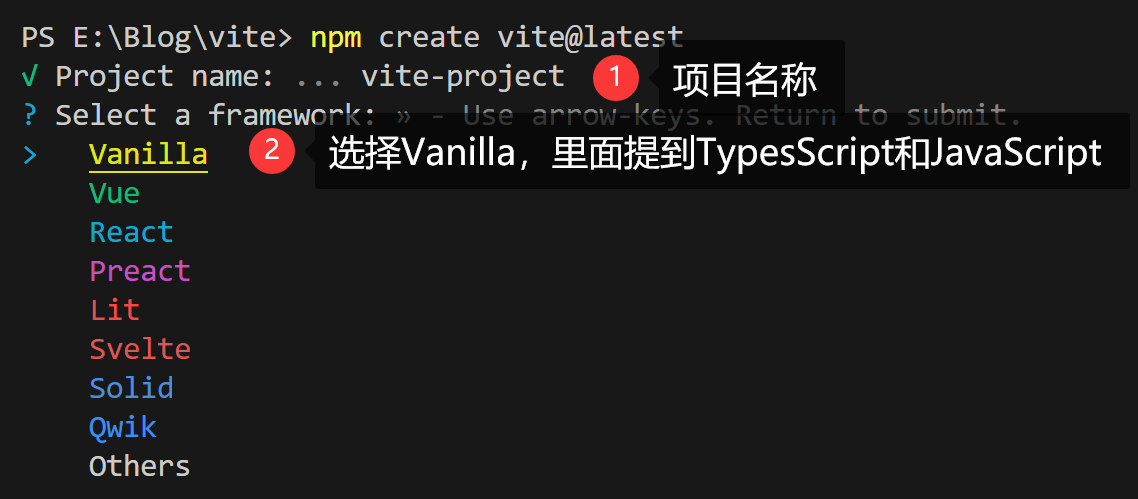 PS E:\Blog\vite> npm create vite@latest
√ Project name: ... vite-project
1 项目名称
? Select a framework: » - Use arrow-keys. Return to submit.
> Vanilla
2 选择Vanilla，里面提到TypesScript和JavaScript
Vue
React
Preact
Lit
Svelte
Solid
Qwik
Others